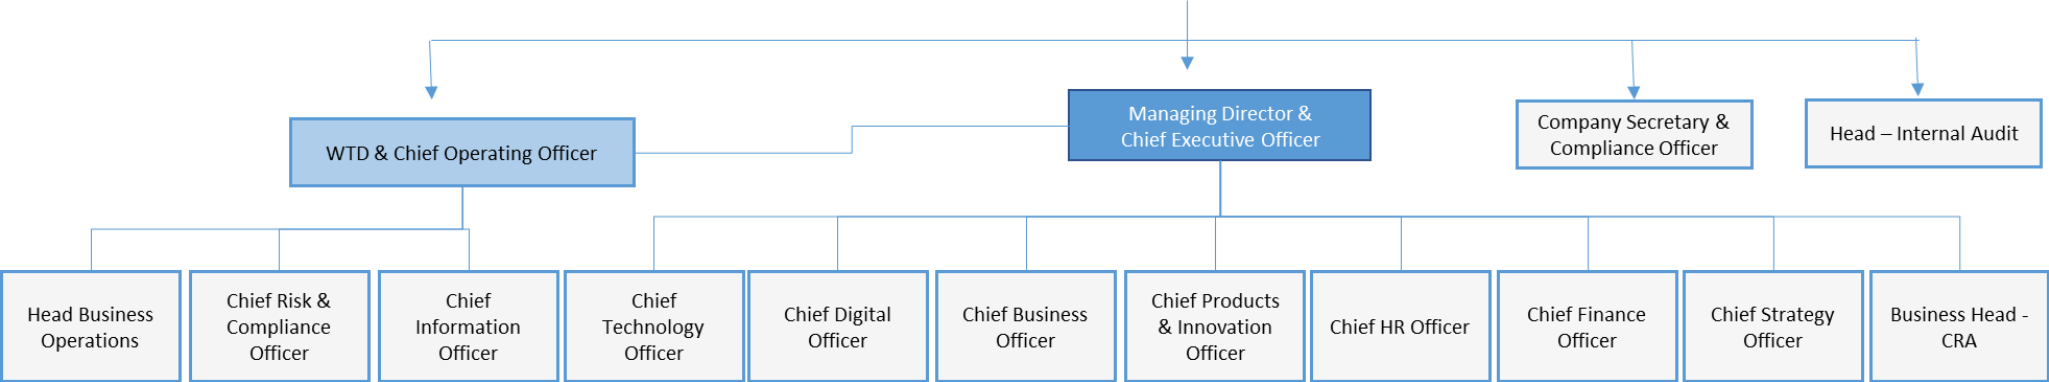 Managing Director &
Chief Executive Officer
Company Secretary &
Compliance Officer
Head – Internal Audit
WTD & Chief Operating Officer
Head Business
Operations
Chief Risk &
Compliance
Officer
Chief
Information
Officer
Chief
Technology
Officer
Chief Digital
Officer
Chief Business
Officer
Chief Products
& Innovation
Officer
Chief HR Officer
Chief Finance
Officer
Chief Strategy
Officer
Business Head -
CRA